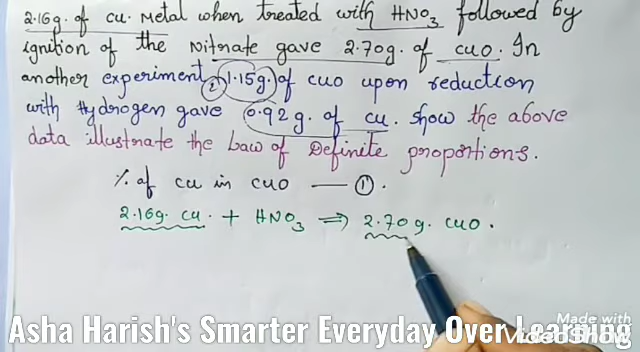 2.16g. of cu. Metal when treated with HNO3 followed by
ignition of the Nitrate gave 2.70g. of cuo. In
another experiment ② 1.15g. of cuo upon reduction
with Hydrogen gave 0.92 g. of cu. show the above
data illustrate the Law of Definite proportions.
% of cu in cuo — ①.
2.16g. cu. + HNO3 ⇒ 2.70g. cuo.
Made with
VideoShow
Asha Harish's Smarter Everyday Over Learning